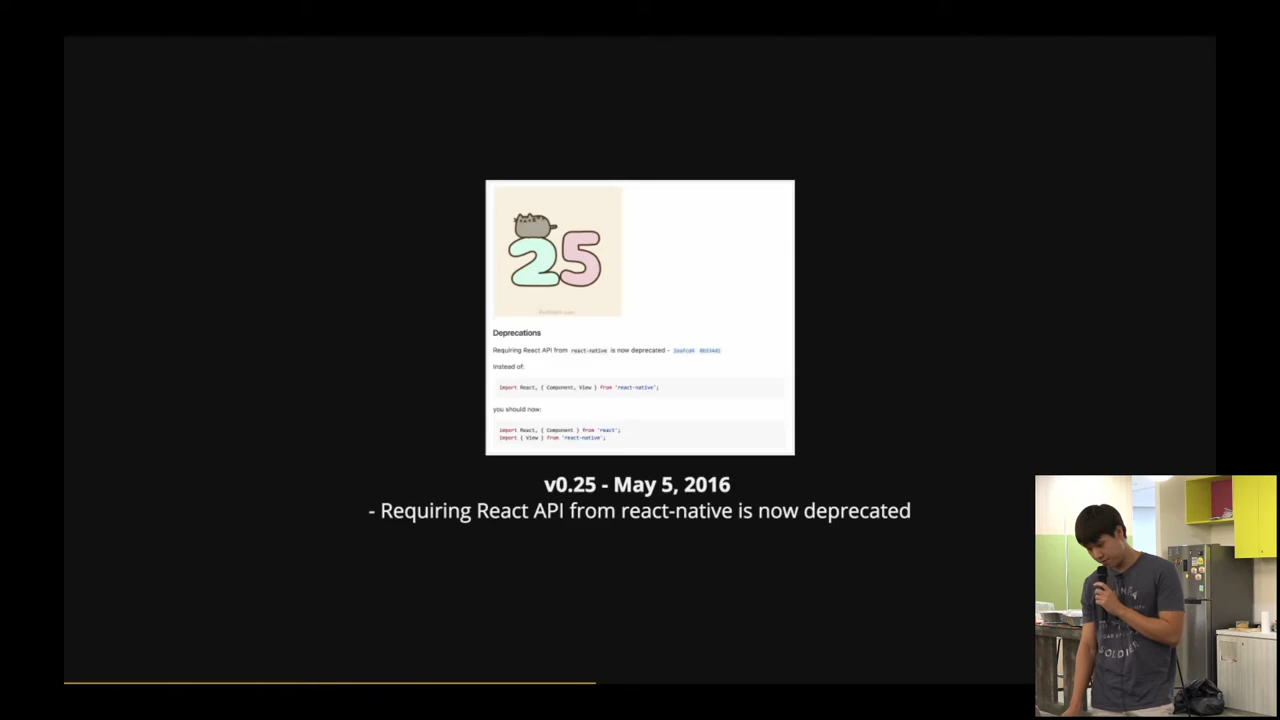 25
Deprecations
Requiring React API from react-native is now deprecated -
Instead of:
import React, { Component, View } from 'react-native';
you should now:
import React, { Component } from 'react';
import { View } from 'react-native';
v0.25 - May 5, 2016
- Requiring React API from react-native is now deprecated
SOLDIER